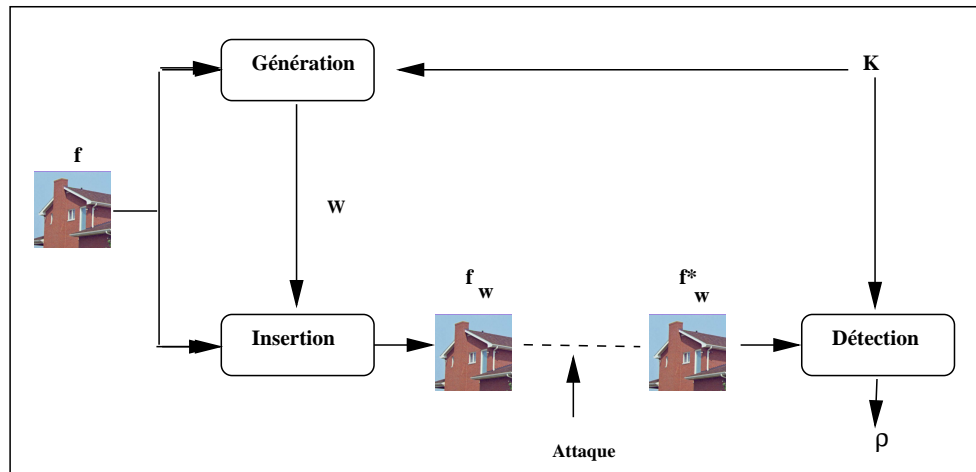 Génération
K
f
W
f w
f* w
Insertion
Détection
Attaque
ρ